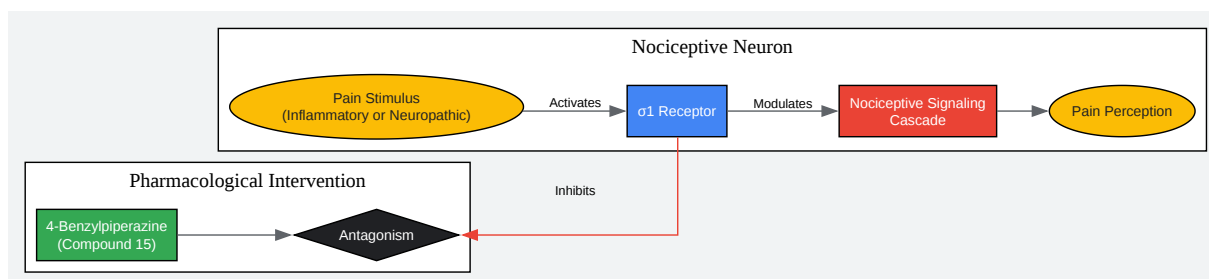 Nociceptive Neuron
Pain Stimulus
(Inflammatory or Neuropathic)
Activates
σ1 Receptor
Modulates
Nociceptive Signaling
Cascade
Pain Perception
Pharmacological Intervention
Inhibits
4-Benzylpiperazine
(Compound 15)
Antagonism